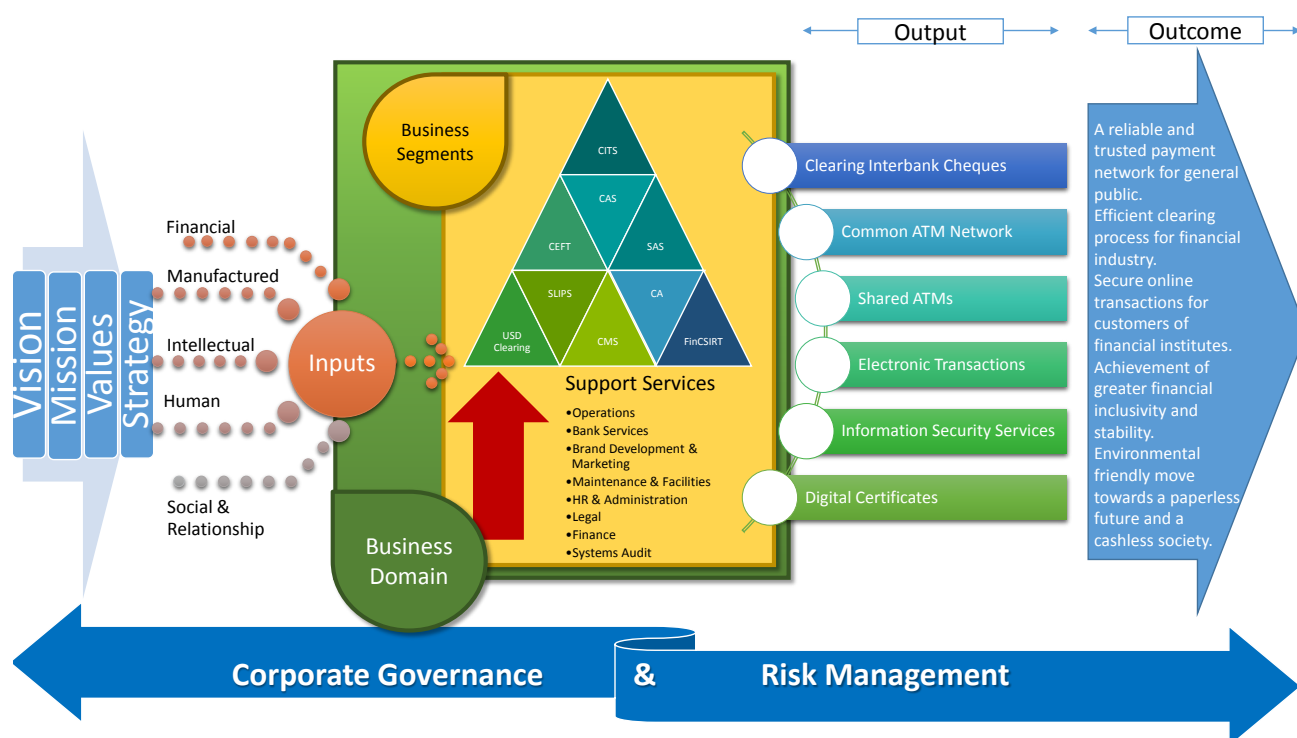 Output
Outcome
Vision
Mission
Values
Strategy
Financial
Manufactured
Intellectual
Human
Social &
Relationship
Inputs
Business
Segments
Business
Domain
CITS
CAS
CEFT
SAS
SLIPS
CA
USD
Clearing
CMS
FinCSIRT
Support Services
•Operations
•Bank Services
•Brand Development &
Marketing
•Maintenance & Facilities
•HR & Administration
•Legal
•Finance
•Systems Audit
Clearing Interbank Cheques
Common ATM Network
Shared ATMs
Electronic Transactions
Information Security Services
Digital Certificates
A reliable and
trusted payment
network for general
public.
Efficient clearing
process for financial
industry.
Secure online
transactions for
customers of
financial institutes.
Achievement of
greater financial
inclusivity and
stability.
Environmental
friendly move
towards a paperless
future and a
cashless society.
Corporate Governance & Risk Management